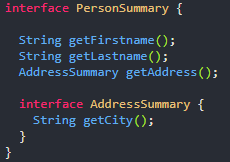 interface PersonSummary {
String getFirstname();
String getLastname();
AddressSummary getAddress();
interface AddressSummary {
String getCity();
}
}